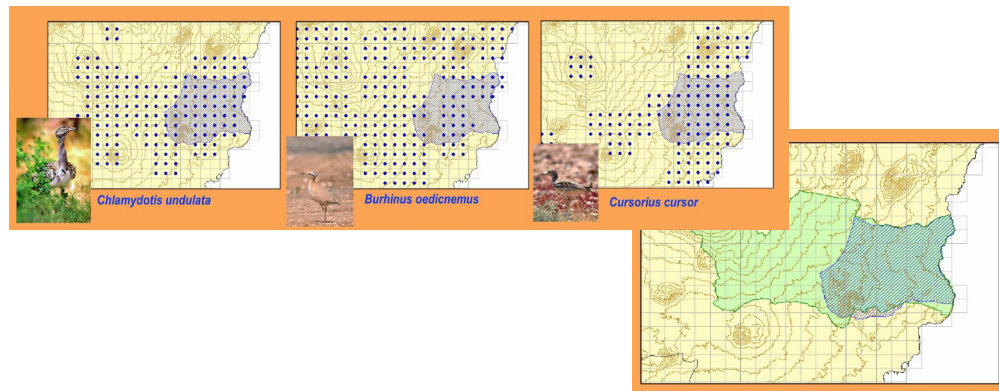 Chlamydotis undulata
Burhinus oedicnemus
Cursorius cursor